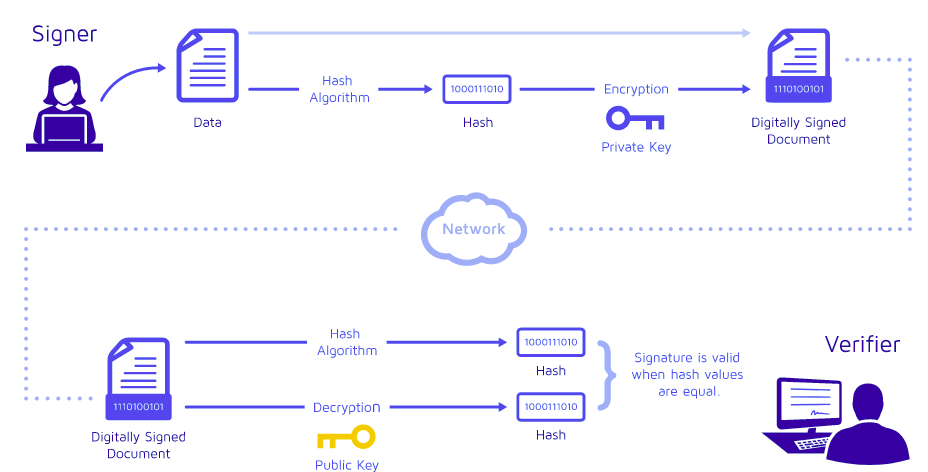 Signer
Hash
Algorithm
1000111010
Encryption
1110100101
Data
Hash
Private Key
Digitally Signed
Document
Network
Hash
Algorithm
1000111010
Hash
Verifier
Signature is valid
when hash values
are equal.
1110100101
Decryption
1000111010
Hash
Digitally Signed
Document
Public Key